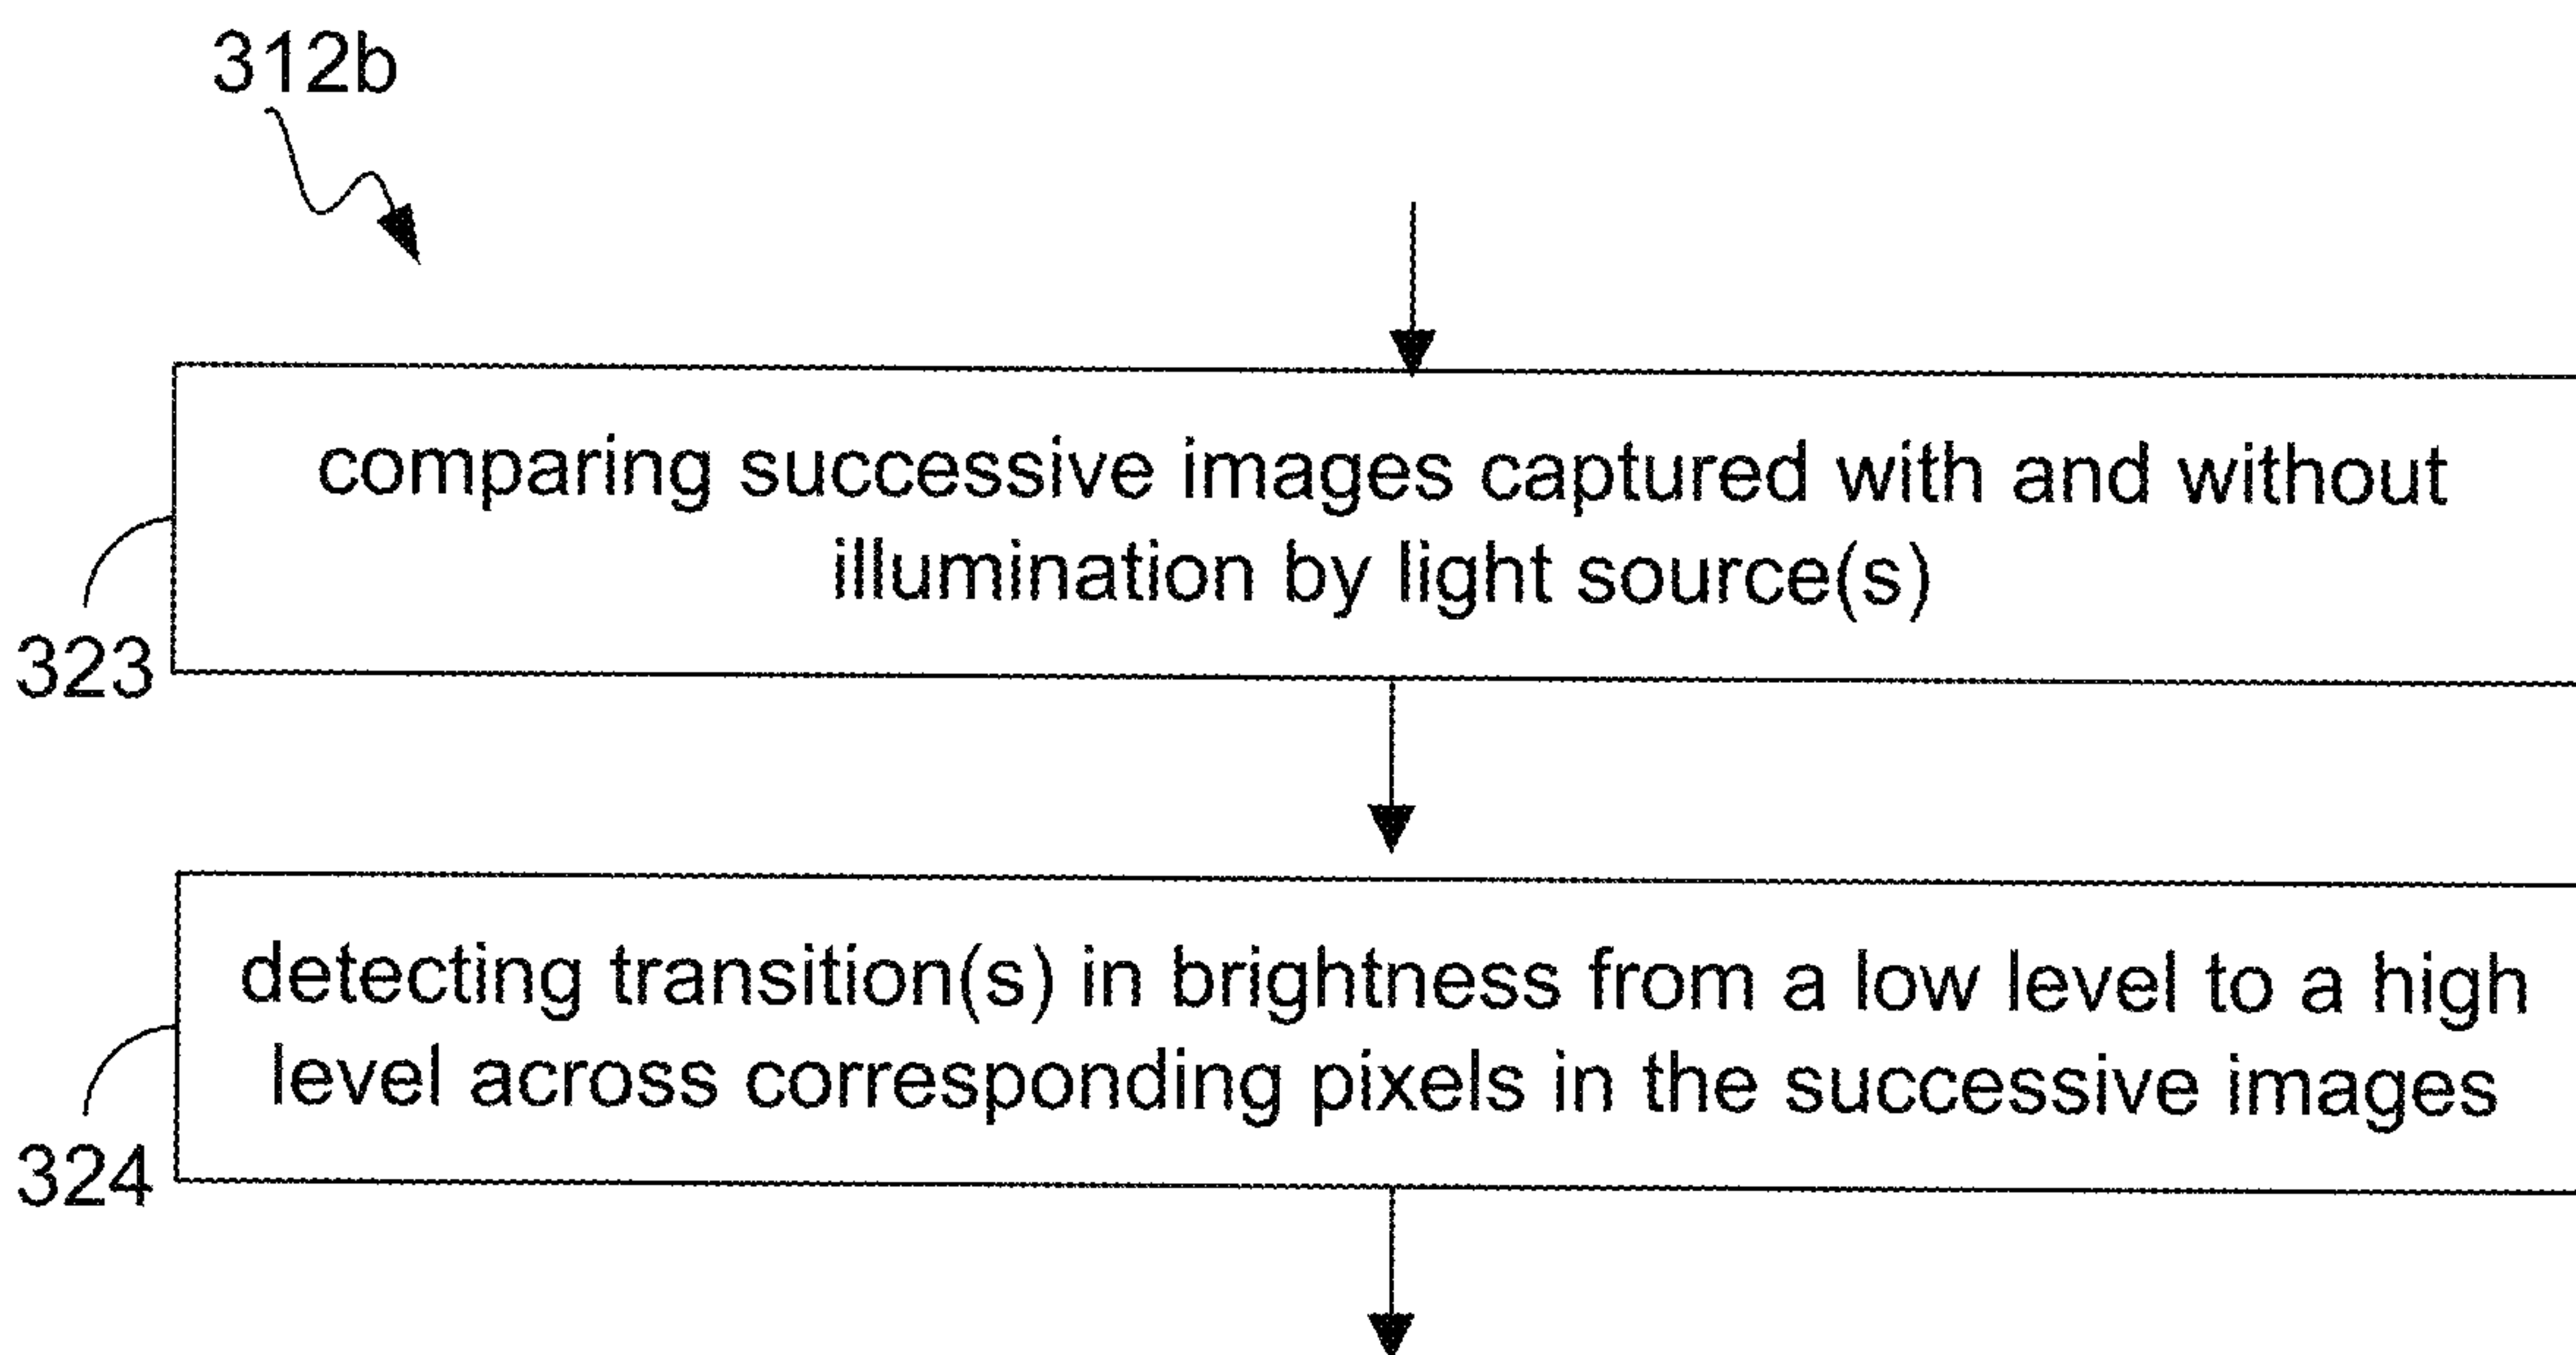 312b
comparing successive images captured with and without
illumination by light source(s)
323
detecting transition(s) in brightness from a low level to a high
level across corresponding pixels in the successive images
324